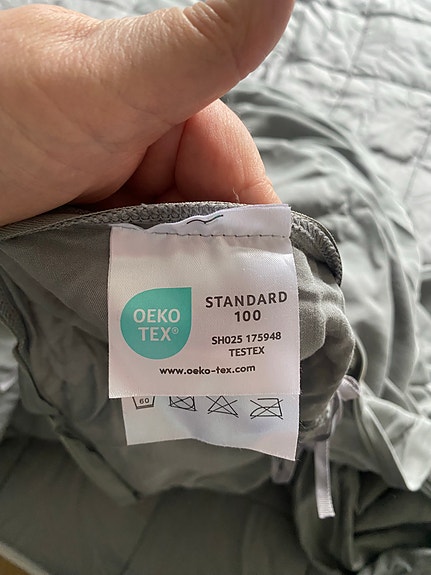 OEKO
TEX®
STANDARD
100
SH025 175948
TESTEX
www.oeko-tex.com
60